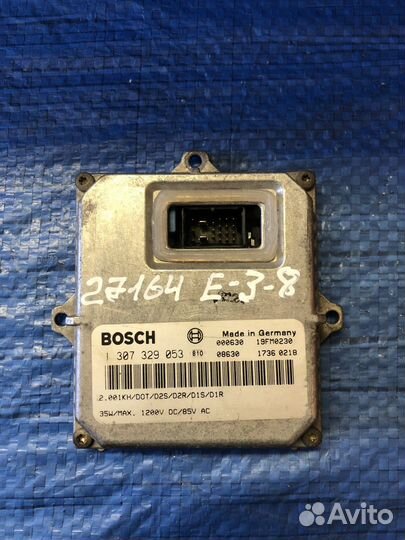 27164 E-3-8
BOSCH
Made in Germany
000630 19FM0230
1 307 329 053 810 08630 1736 0218
2.001KH/DOT/D2S/D2R/D1S/D1R
35W/MAX. 1200V DC/85V AC
Avito